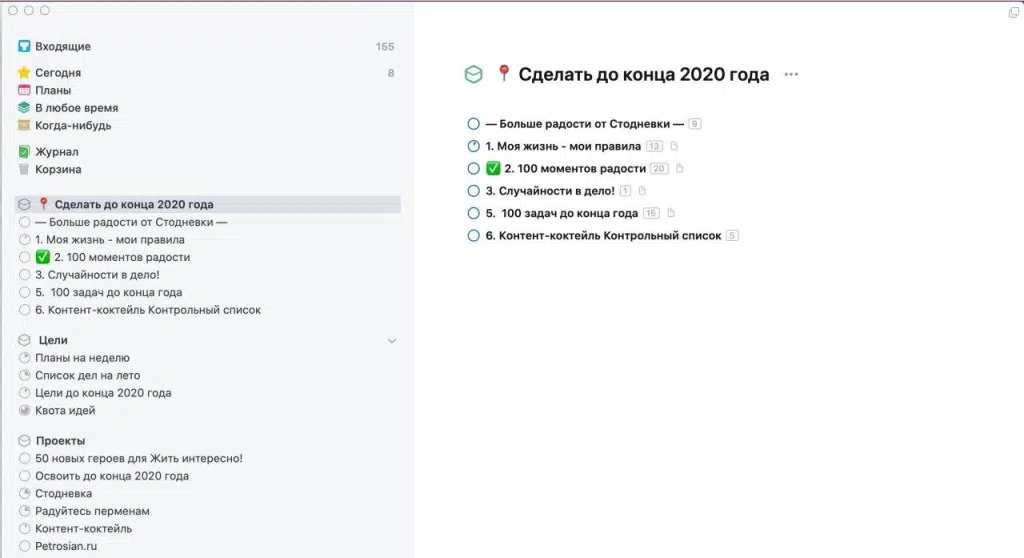 Входящие 155
Сегодня 8
Планы
В любое время
Когда-нибудь
Журнал
Корзина
Сделать до конца 2020 года
— Больше радости от Стодневки —
1. Моя жизнь - мои правила
2. 100 моментов радости
3. Случайности в дело!
5. 100 задач до конца года
6. Контент-коктейль Контрольный список
Цели
Планы на неделю
Список дел на лето
Цели до конца 2020 года
Квота идей
Проекты
50 новых героев для Жить интересно!
Освоить до конца 2020 года
Стодневка
Радуйтесь перменам
Контент-коктейль
Petrosian.ru
Сделать до конца 2020 года •••
— Больше радости от Стодневки — 9
1. Моя жизнь - мои правила 13
2. 100 моментов радости 20
3. Случайности в дело! 1
5. 100 задач до конца года 15
6. Контент-коктейль Контрольный список 5